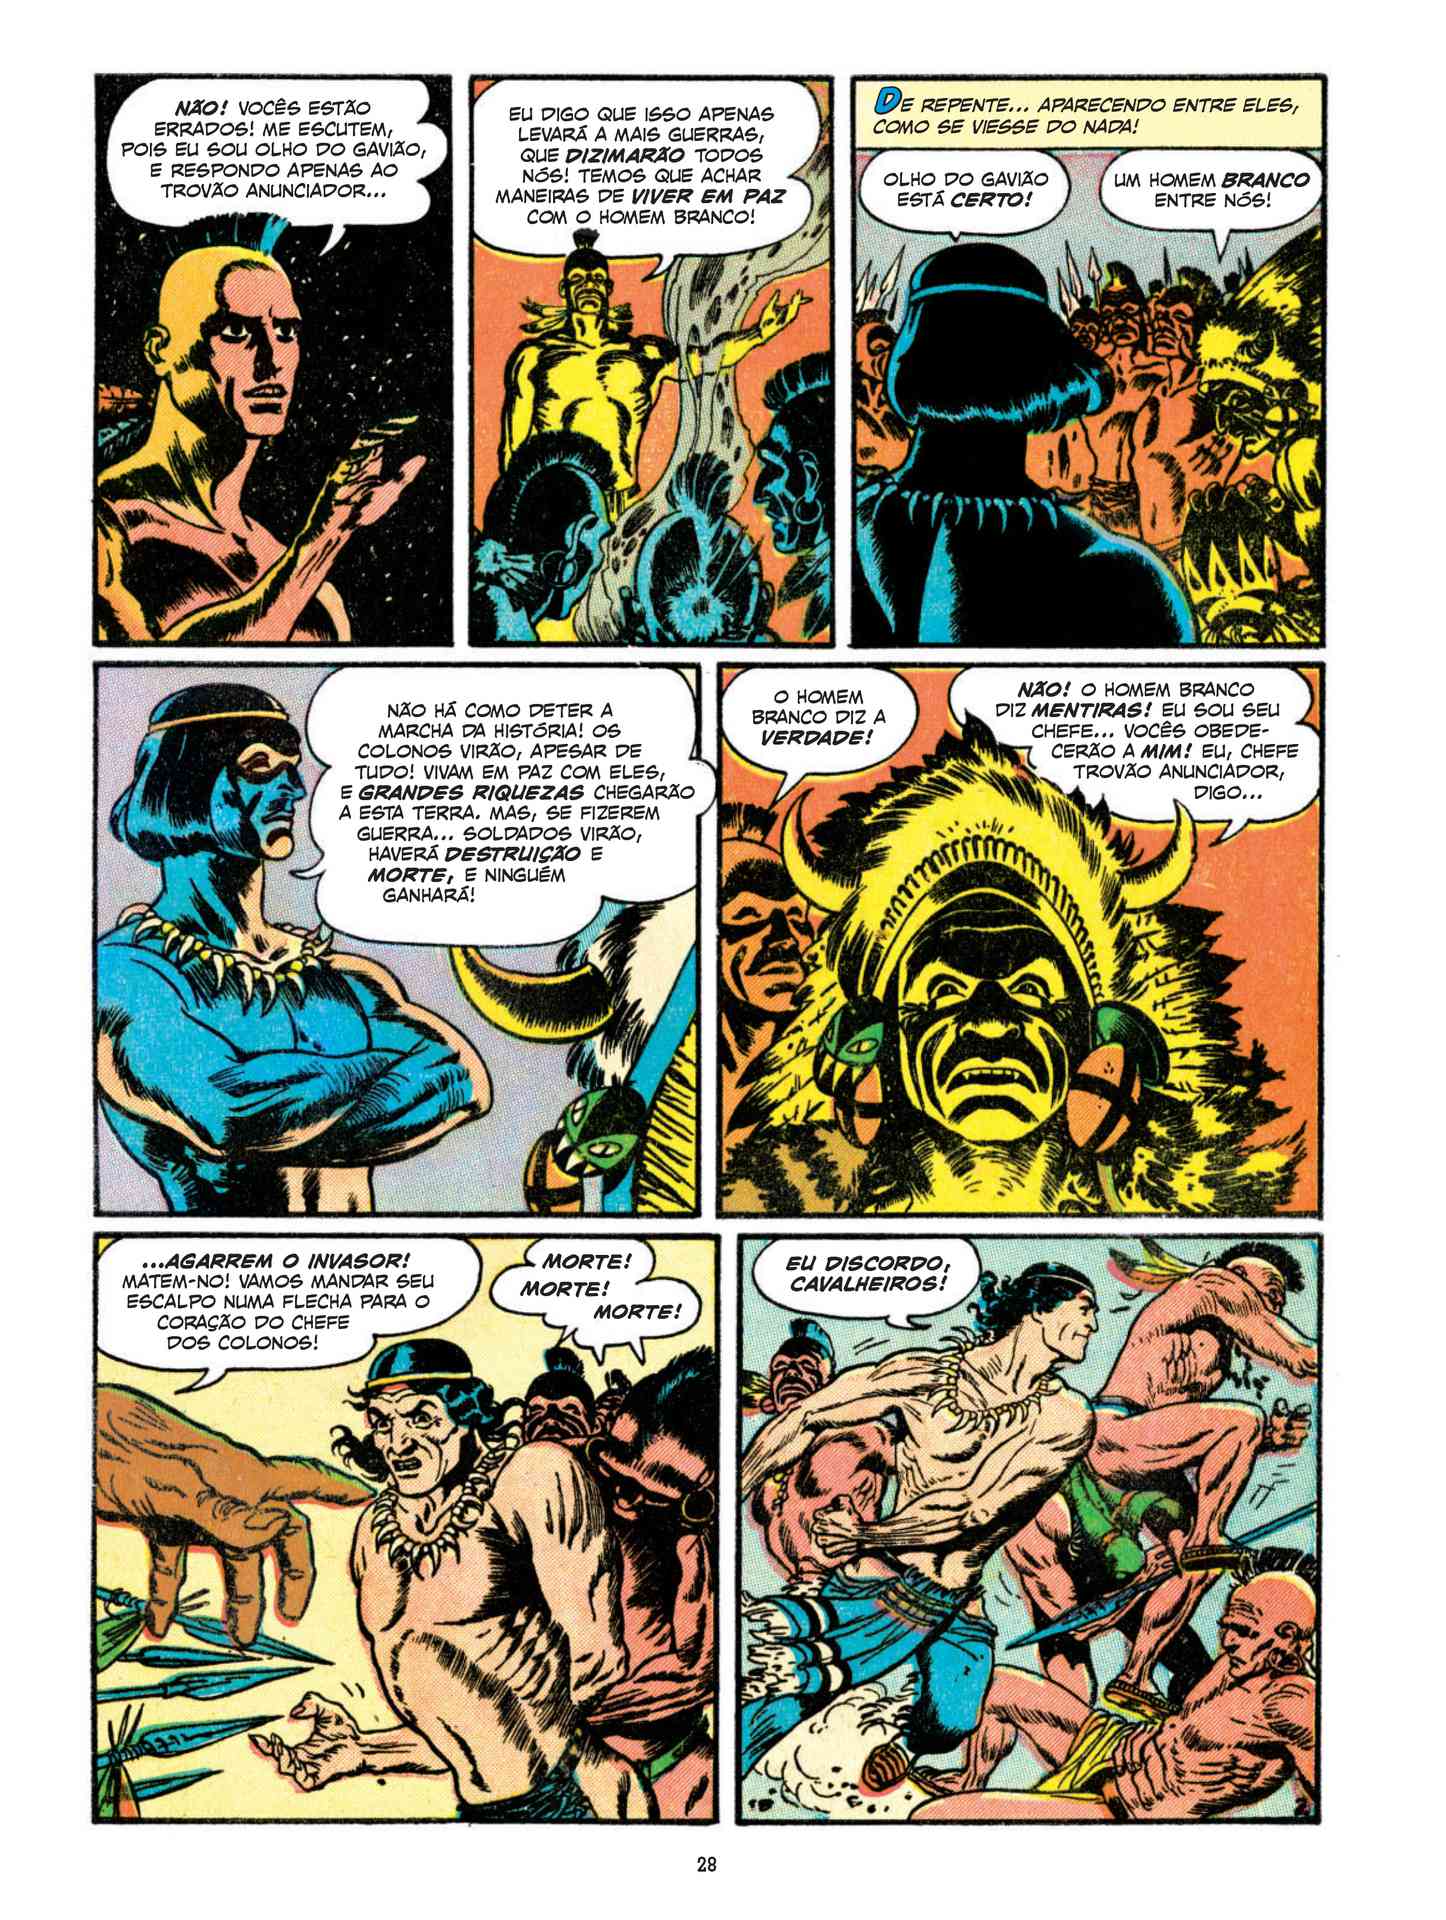 NÃO! VOCÊS ESTÃO
ERRADOS! ME ESCUTEM,
POIS EU SOU OLHO DO GAVIÃO,
E RESPONDO APENAS AO
TROVÃO ANUNCIADOR...
EU DIGO QUE ISSO APENAS
LEVARÁ A MAIS GUERRAS,
QUE DIZIMARÃO TODOS
NÓS! TEMOS QUE ACHAR
MANEIRAS DE VIVER EM PAZ
COM O HOMEM BRANCO!
DE REPENTE... APARECENDO ENTRE ELES,
COMO SE VIESSE DO NADA!
OLHO DO GAVIÃO
ESTÁ CERTO!
UM HOMEM BRANCO
ENTRE NÓS!
NÃO HÁ COMO DETER A
MARCHA DA HISTÓRIA! OS
COLONOS VIRÃO, APESAR DE
TUDO! VIVAM EM PAZ COM ELES,
E GRANDES RIQUEZAS CHEGARÃO
A ESTA TERRA. MAS, SE FIZEREM
GUERRA... SOLDADOS VIRÃO,
HAVERÁ DESTRUIÇÃO E
MORTE, E NINGUÉM
GANHARÁ!
O HOMEM
BRANCO DIZ A
VERDADE!
NÃO! O HOMEM BRANCO
DIZ MENTIRAS! EU SOU SEU
CHEFE... VOCÊS OBEDE-
CERÃO A MIM! EU, CHEFE
TROVÃO ANUNCIADOR,
DIGO...
...AGARREM O INVASOR!
MATEM-NO! VAMOS MANDAR SEU
ESCALPO NUMA FLECHA PARA O
CORAÇÃO DO CHEFE
DOS COLONOS!
MORTE!
MORTE!
MORTE!
EU DISCORDO,
CAVALHEIROS!
28